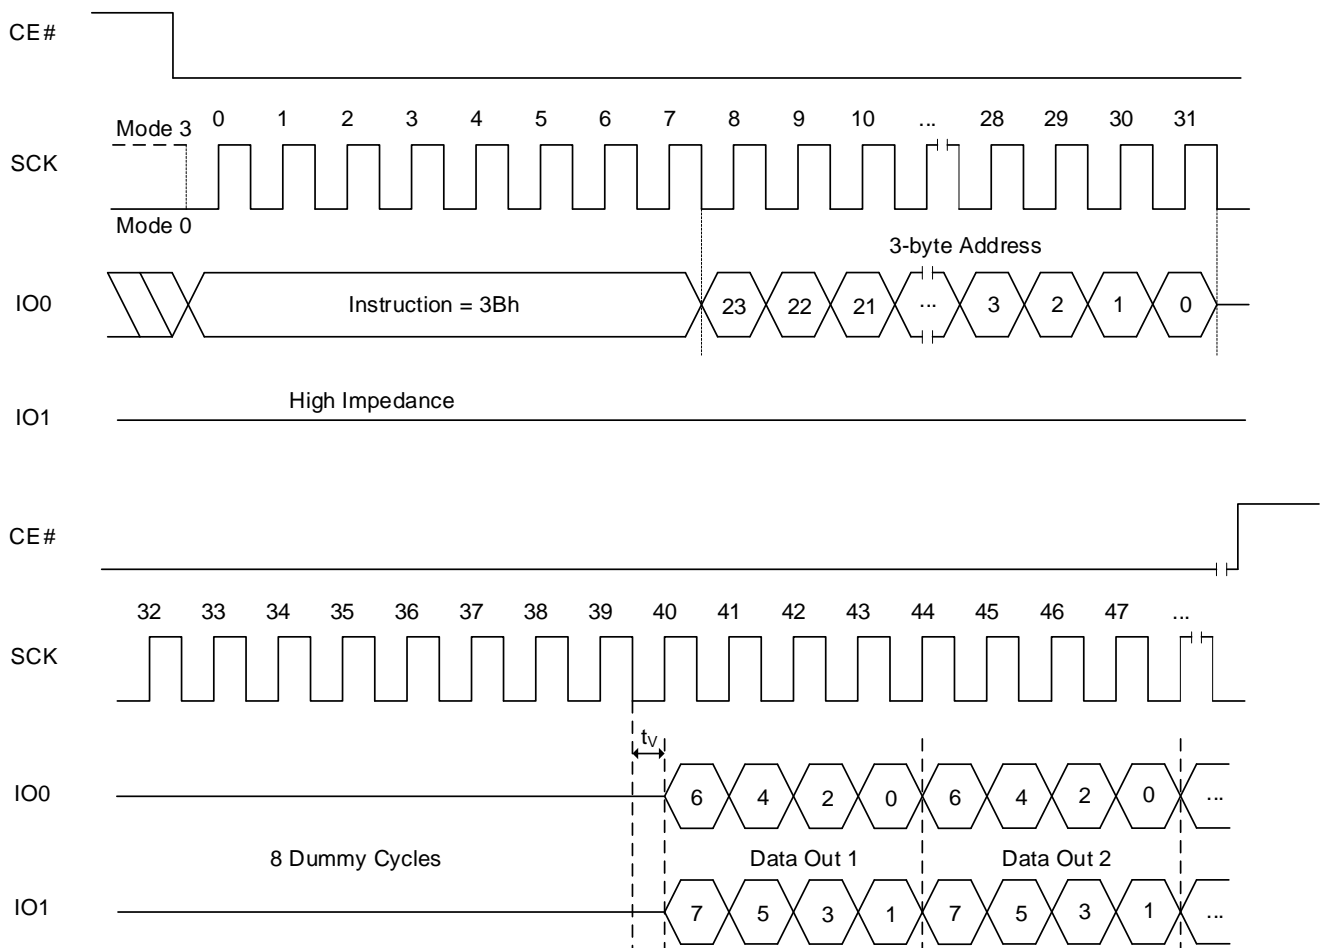 CE#
Mode 3 0 1 2 3 4 5 6 7 8 9 10 ... 28 29 30 31
SCK
Mode 0
3-byte Address
IO0 Instruction = 3Bh 23 22 21 ... 3 2 1 0
High Impedance
IO1
CE#
32 33 34 35 36 37 38 39 40 41 42 43 44 45 46 47 ...
SCK
tV
IO0 6 4 2 0 6 4 2 0 ...
8 Dummy Cycles Data Out 1 Data Out 2
IO1 7 5 3 1 7 5 3 1 ...